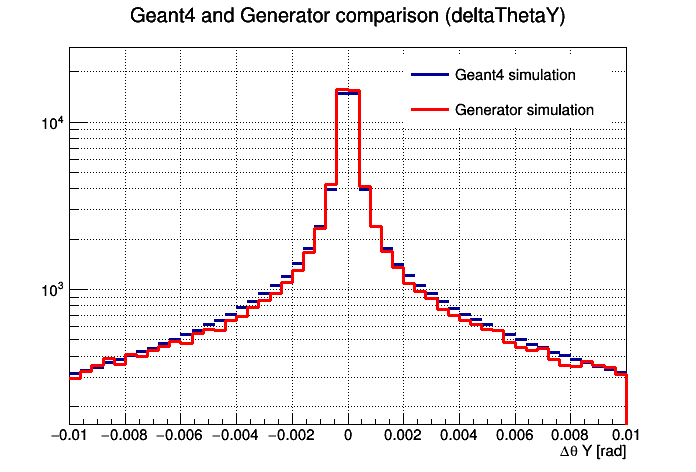 Geant4 and Generator comparison (deltaThetaY)
Geant4 simulation
Generator simulation
10⁴
10³
−0.01 −0.008 −0.006 −0.004 −0.002 0 0.002 0.004 0.006 0.008 0.01
Δθ Y [rad]